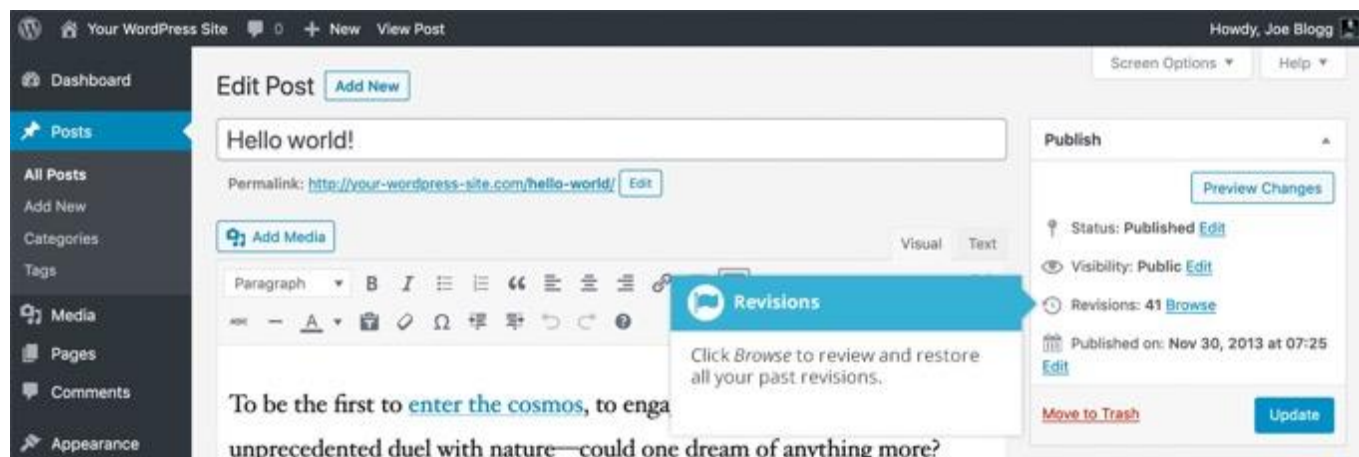 Your WordPress Site 0 + New View Post Howdy, Joe Blogg
Screen Options Help
Dashboard
Posts
All Posts
Add New
Categories
Tags
Media
Pages
Comments
Appearance
Edit Post Add New
Hello world!
Permalink: http://your-wordpress-site.com/hello-world/ Edit
Add Media
Visual Text
Paragraph B I
A Ω
To be the first to enter the cosmos, to enga
unprecedented duel with nature—could one dream of anything more?
Revisions
Click Browse to review and restore
all your past revisions.
Publish
Preview Changes
Status: Published Edit
Visibility: Public Edit
Revisions: 41 Browse
Published on: Nov 30, 2013 at 07:25
Edit
Move to Trash Update